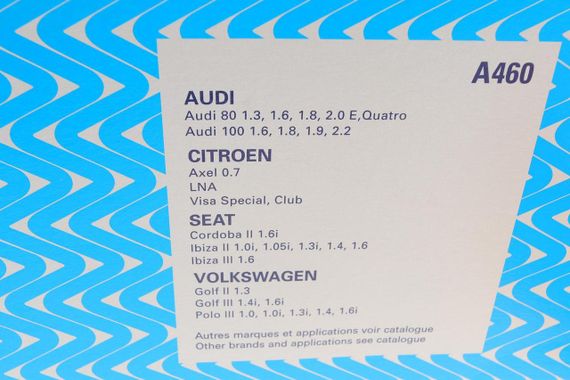 A460
AUDI
Audi 80 1.3, 1.6, 1.8, 2.0 E, Quatro
Audi 100 1.6, 1.8, 1.9, 2.2
CITROEN
Axel 0.7
LNA
Visa Special, Club
SEAT
Cordoba II 1.6i
Ibiza II 1.0i, 1.05i, 1.3i, 1.4, 1.6
Ibiza III 1.6
VOLKSWAGEN
Golf II 1.3
Golf III 1.4i, 1.6i
Polo III 1.0, 1.0i, 1.3i, 1.4, 1.6i
Autres marques et applications voir catalogue
Other brands and applications see catalogue